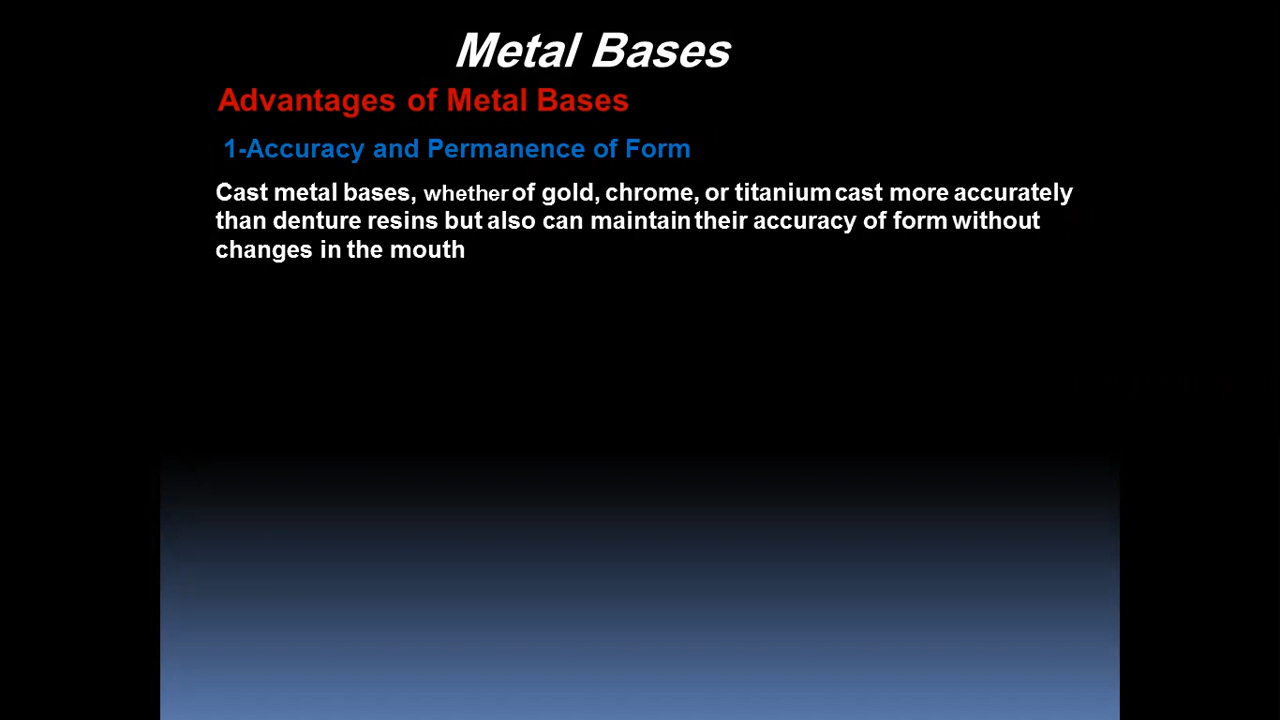 Metal Bases
Advantages of Metal Bases
1-Accuracy and Permanence of Form
Cast metal bases, whether of gold, chrome, or titanium cast more accurately
than denture resins but also can maintain their accuracy of form without
changes in the mouth